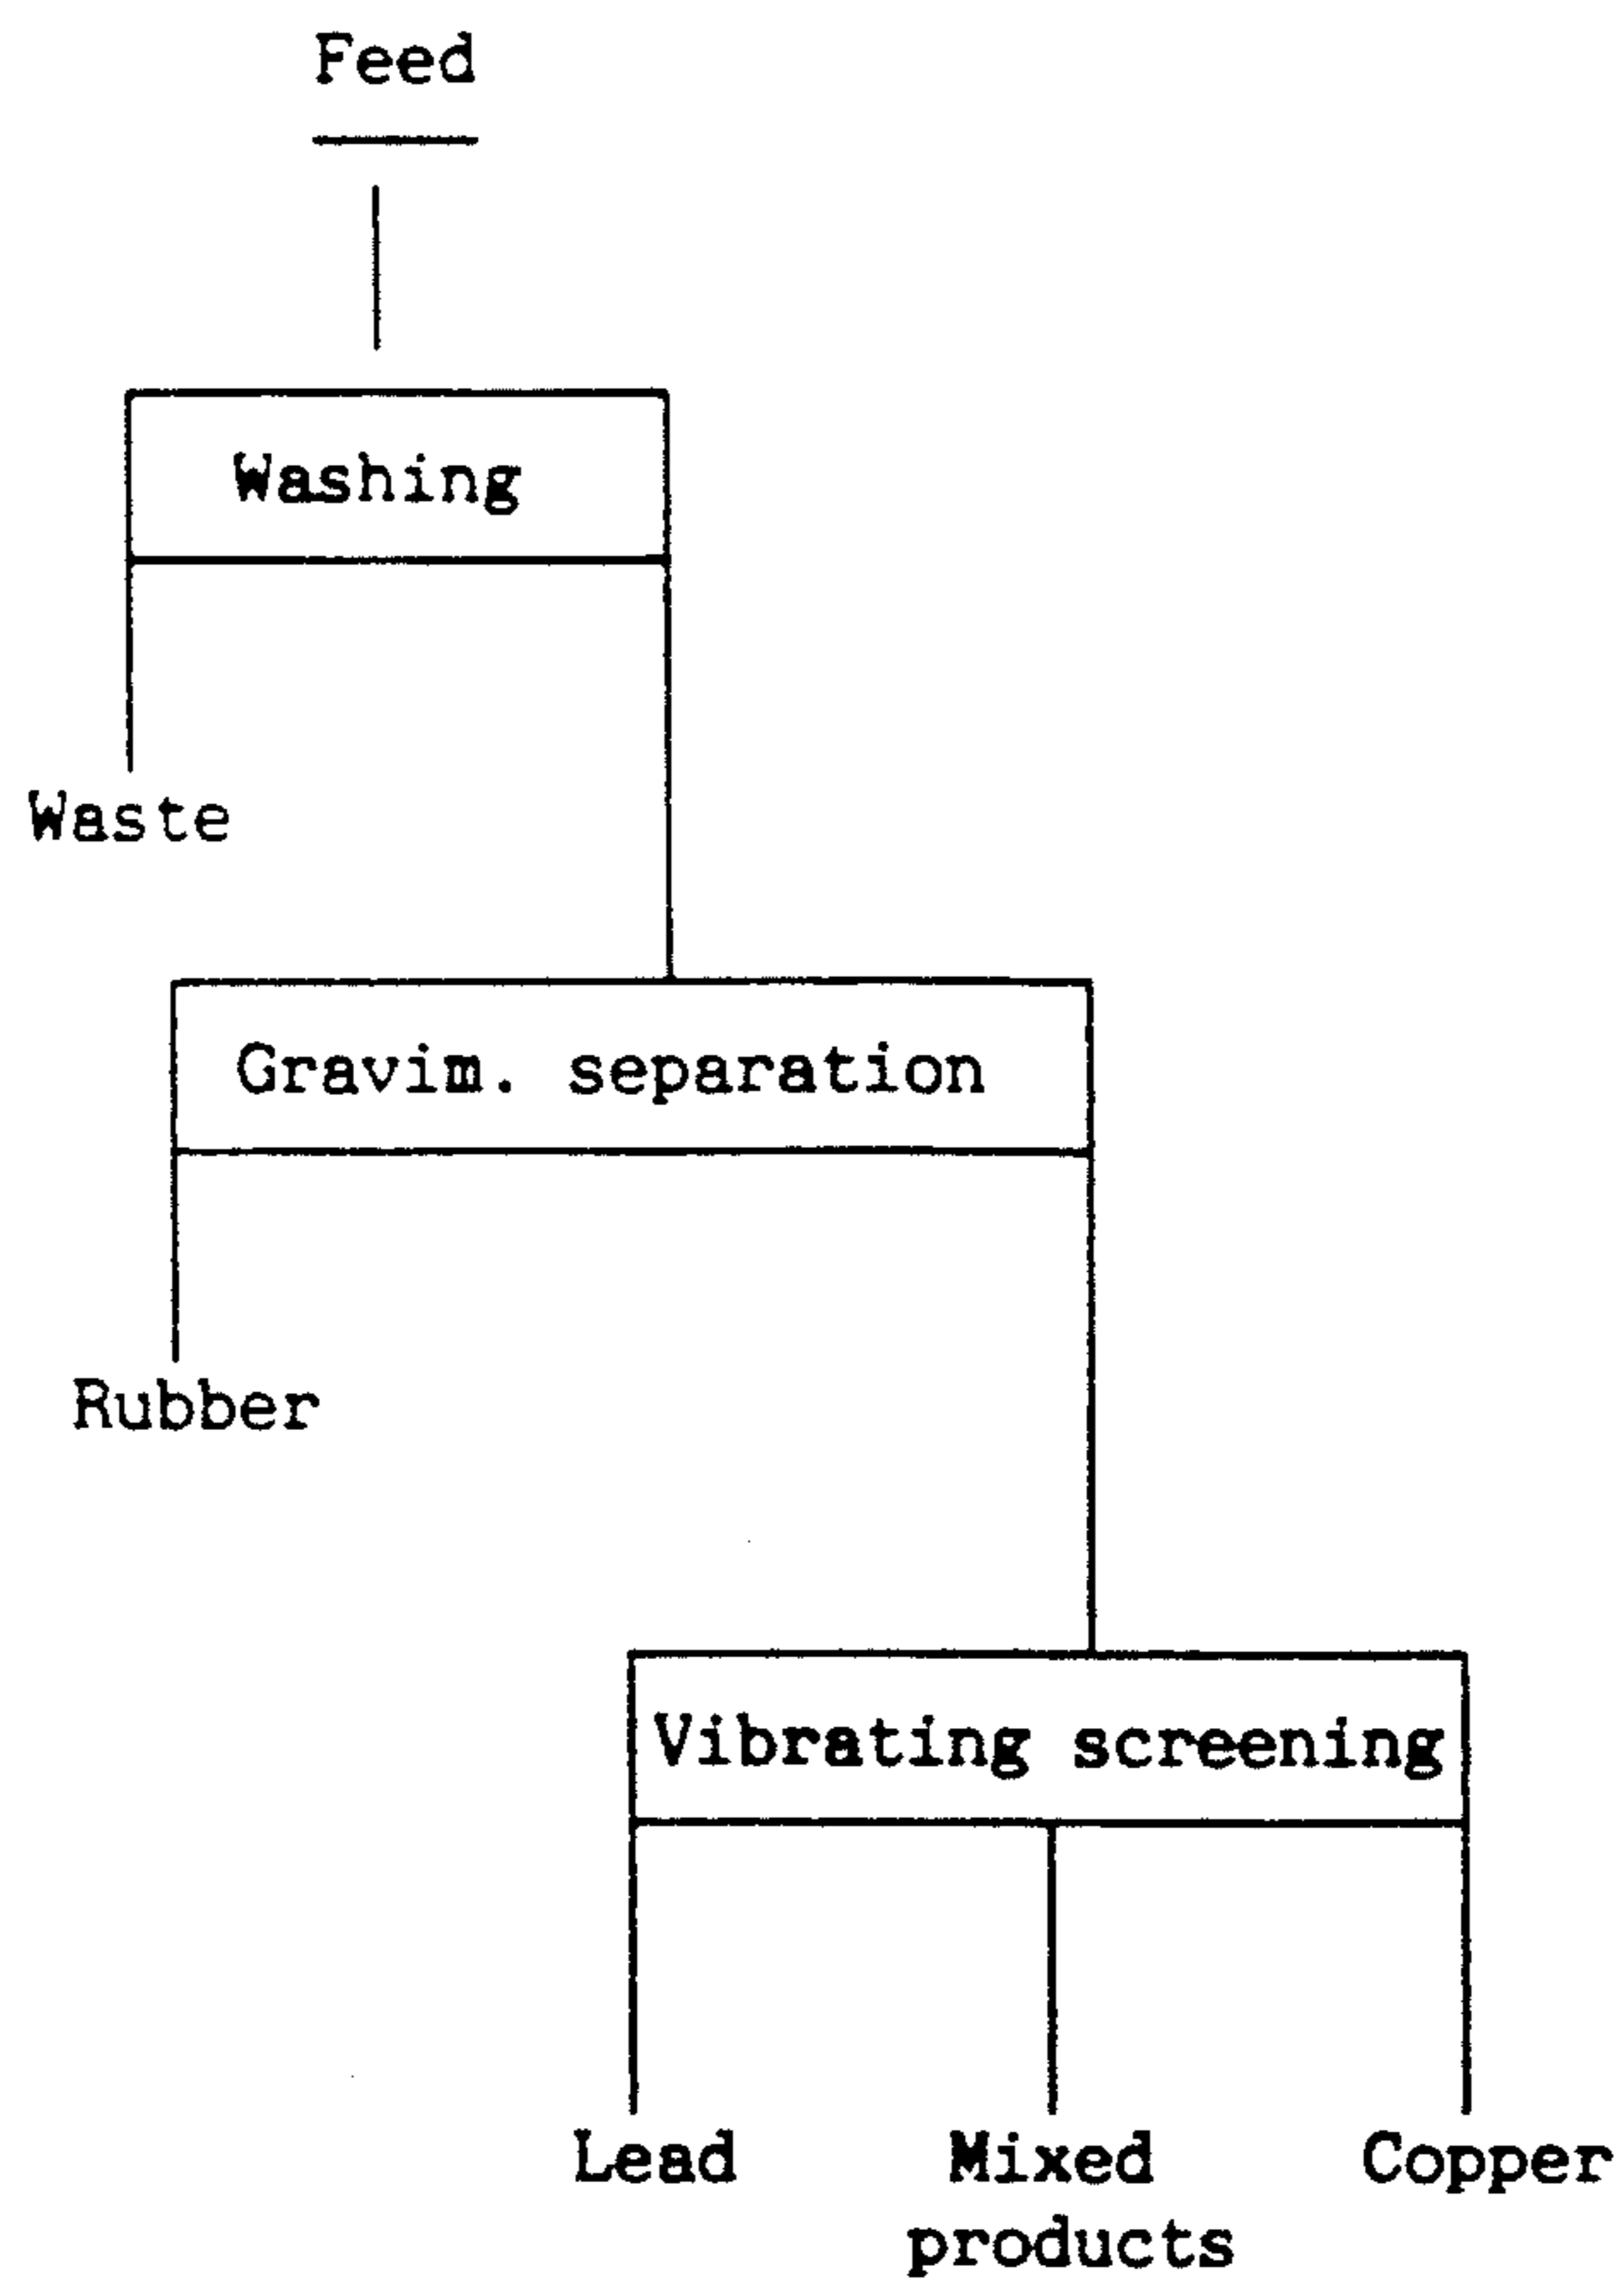 Feed
Washing
Waste
Gravim. separation
Rubber
Vibrating screening
Lead
Mixed
products
Copper